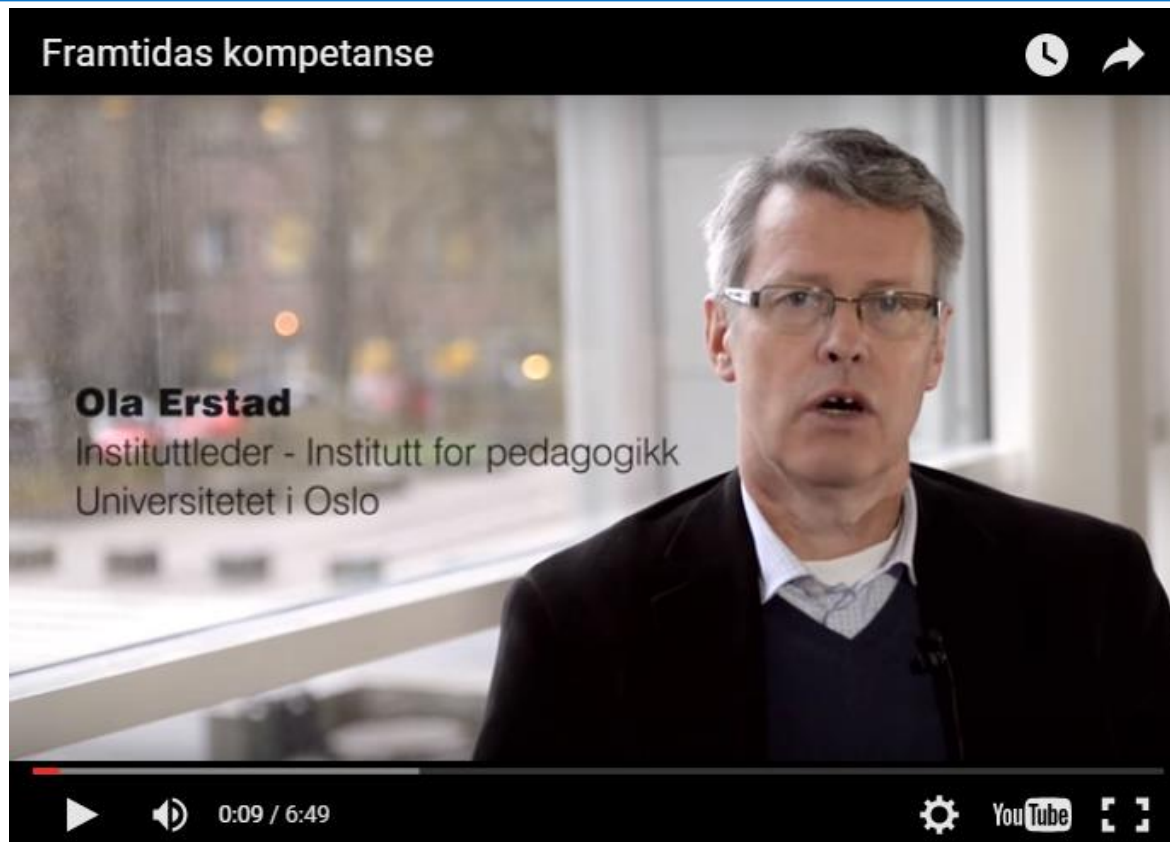 Framtidas kompetanse
Ola Erstad
Instituttleder - Institutt for pedagogikk
Universitetet i Oslo
0:09 / 6:49
YouTube